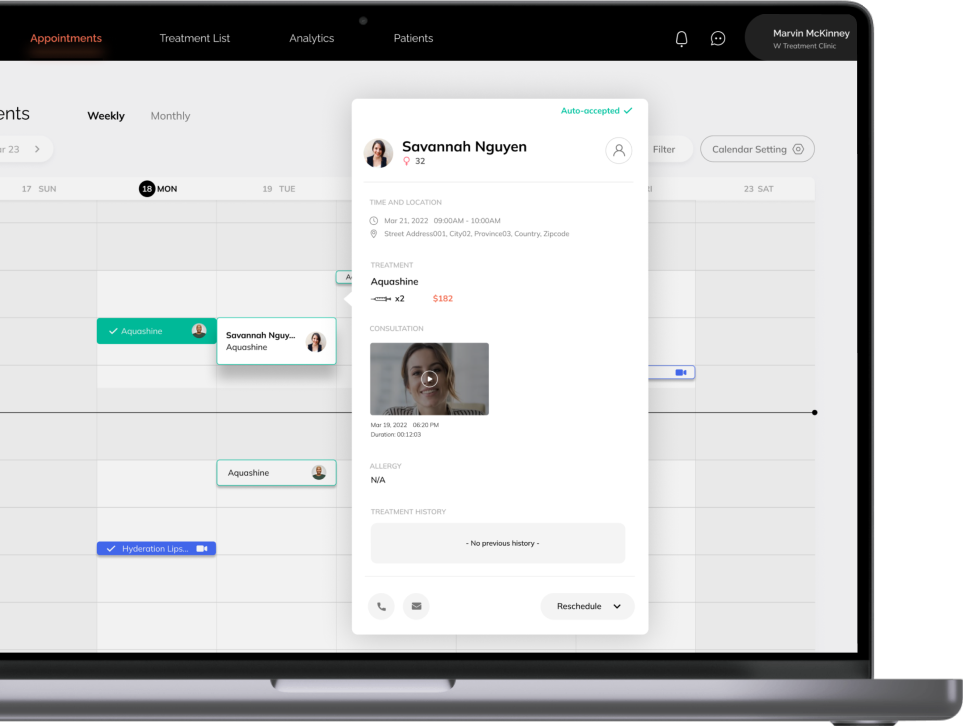 Appointments Treatment List Analytics Patients
Marvin McKinney
W Treatment Clinic
ents Weekly Monthly
ar 23
Filter Calendar Setting
17 SUN 18 MON 19 TUE 23 SAT
Auto-accepted
Savannah Nguyen
32
TIME AND LOCATION
Mar 21, 2022 09:00AM - 10:00AM
Street Address001, City02, Province03, Country, Zipcode
TREATMENT
Aquashine
x2 $182
CONSULTATION
Mar 19, 2022 06:20 PM
Duration: 00:12:03
ALLERGY
N/A
TREATMENT HISTORY
- No previous history -
Reschedule
Aquashine
Savannah Nguy...
Aquashine
Aquashine
Hyderation Lips...